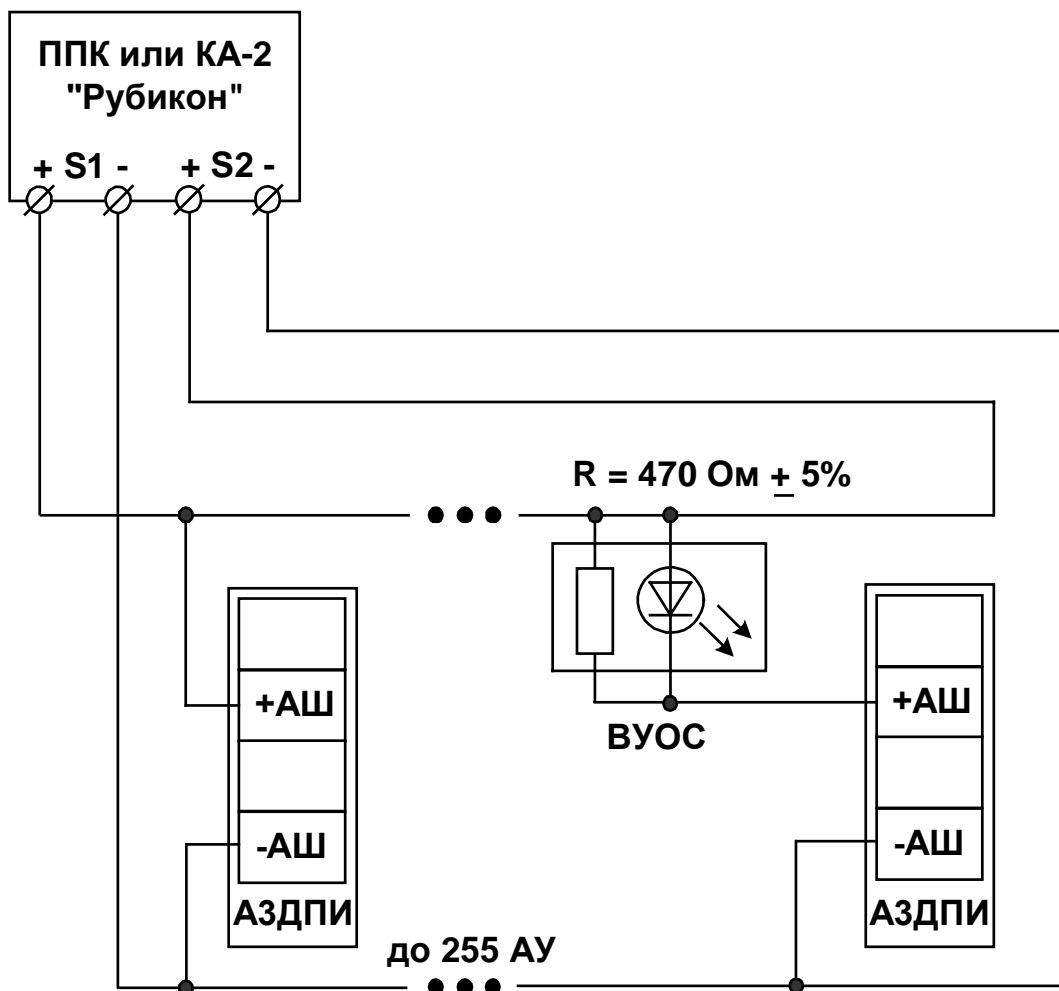 ППК или КА-2
"Рубикон"
+ S1 - + S2 -
R = 470 Ом ± 5%
+АШ
-АШ
АЗДПИ
ВУОС
+АШ
-АШ
АЗДПИ
до 255 АУ